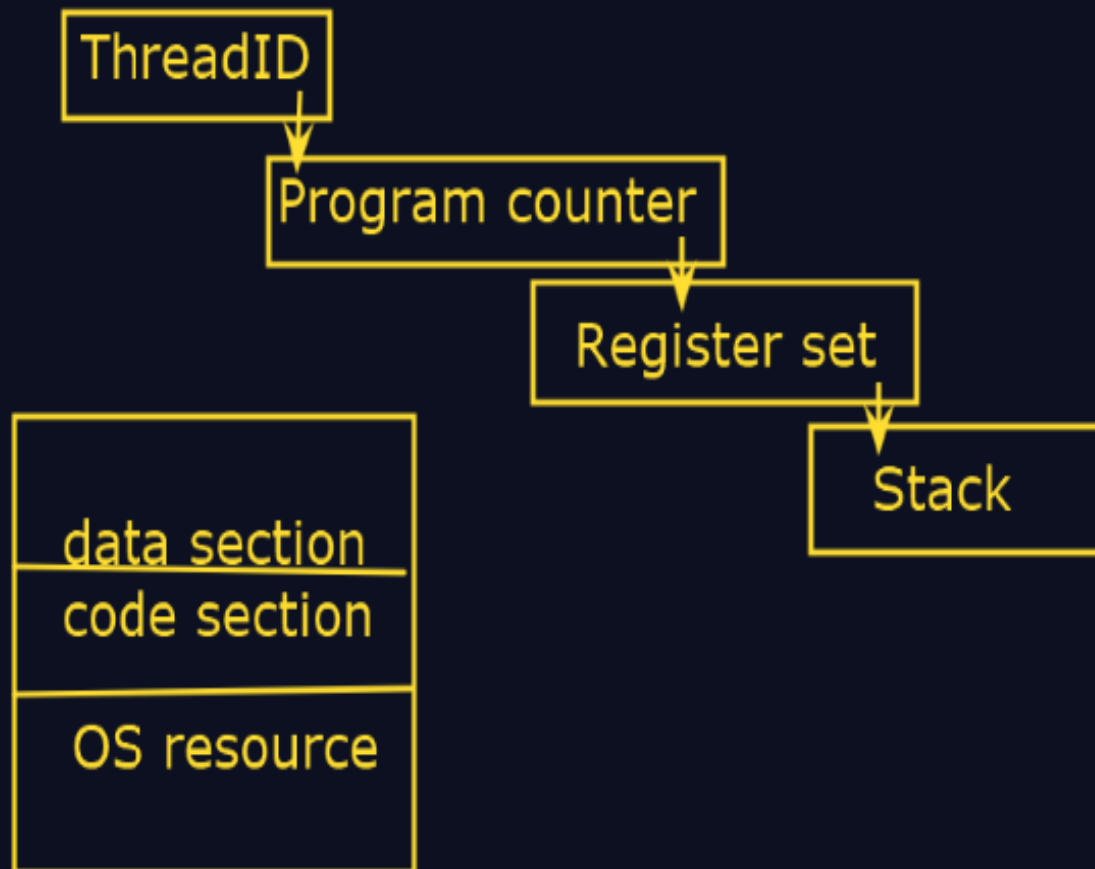 ThreadID
Program counter
Register set
Stack
data section
code section
OS resource